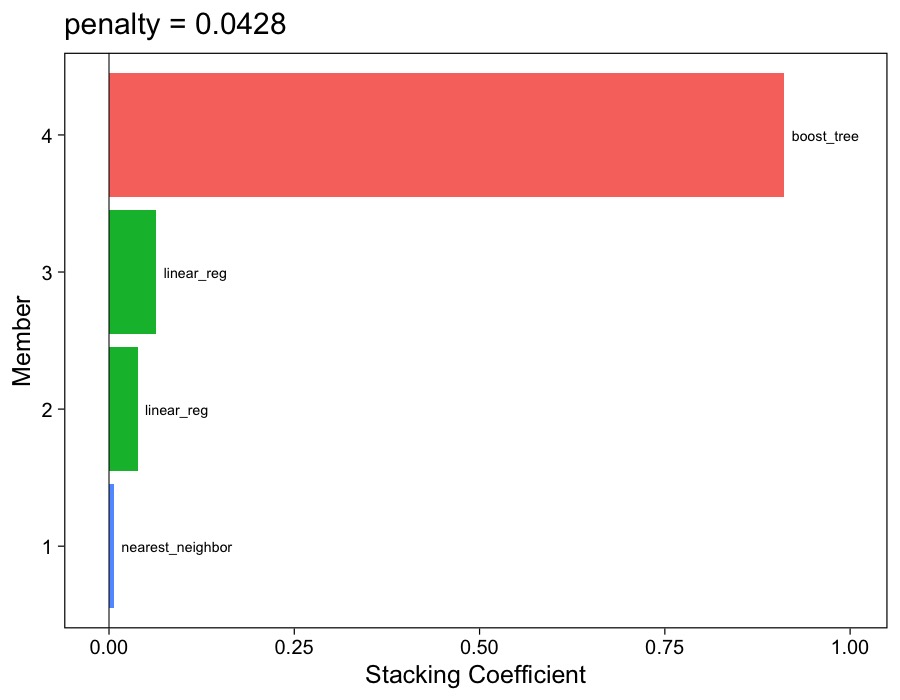 penalty = 0.0428
Member
4
boost_tree
3
linear_reg
2
linear_reg
1
nearest_neighbor
0.00 0.25 0.50 0.75 1.00
Stacking Coefficient